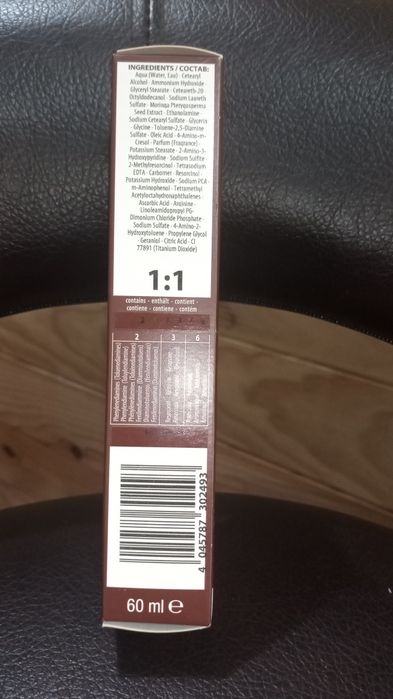 INGREDIENTS / СОСТАВ:
Aqua (Water, Eau) · Cetearyl
Alcohol · Ammonium Hydroxide ·
Glyceryl Stearate · Ceteareth-20
Octyldodecanol · Sodium Laureth
Sulfate · Moringa Pterygosperma
Seed Extract · Ethanolamine ·
Sodium Cetearyl Sulfate · Glycerin
· Glycine · Toluene-2,5-Diamine
Sulfate · Oleic Acid · 4-Amino-m-
Cresol · Parfum (Fragrance) ·
Potassium Stearate · 2-Amino-3-
Hydroxypyridine · Sodium Sulfite ·
2-Methylresorcinol · Tetrasodium
EDTA · Carbomer · Resorcinol ·
Potassium Hydroxide · Sodium PCA ·
m-Aminophenol · Tetramethyl
Acetyloctahydronaphthalenes ·
Ascorbic Acid · Arginine ·
Linoleamidopropyl PG-
Dimonium Chloride Phosphate ·
Sodium Sulfate · 4-Amino-2-
Hydroxytoluene · Propylene Glycol
· Geraniol · Citric Acid · CI
77891 (Titanium Dioxide)
1:1
contains - enthält - contient -
contiene - contiene - contém
2 3 6
Phenylenediamines (Toluenediamines)
4 045787 302493
60 ml e